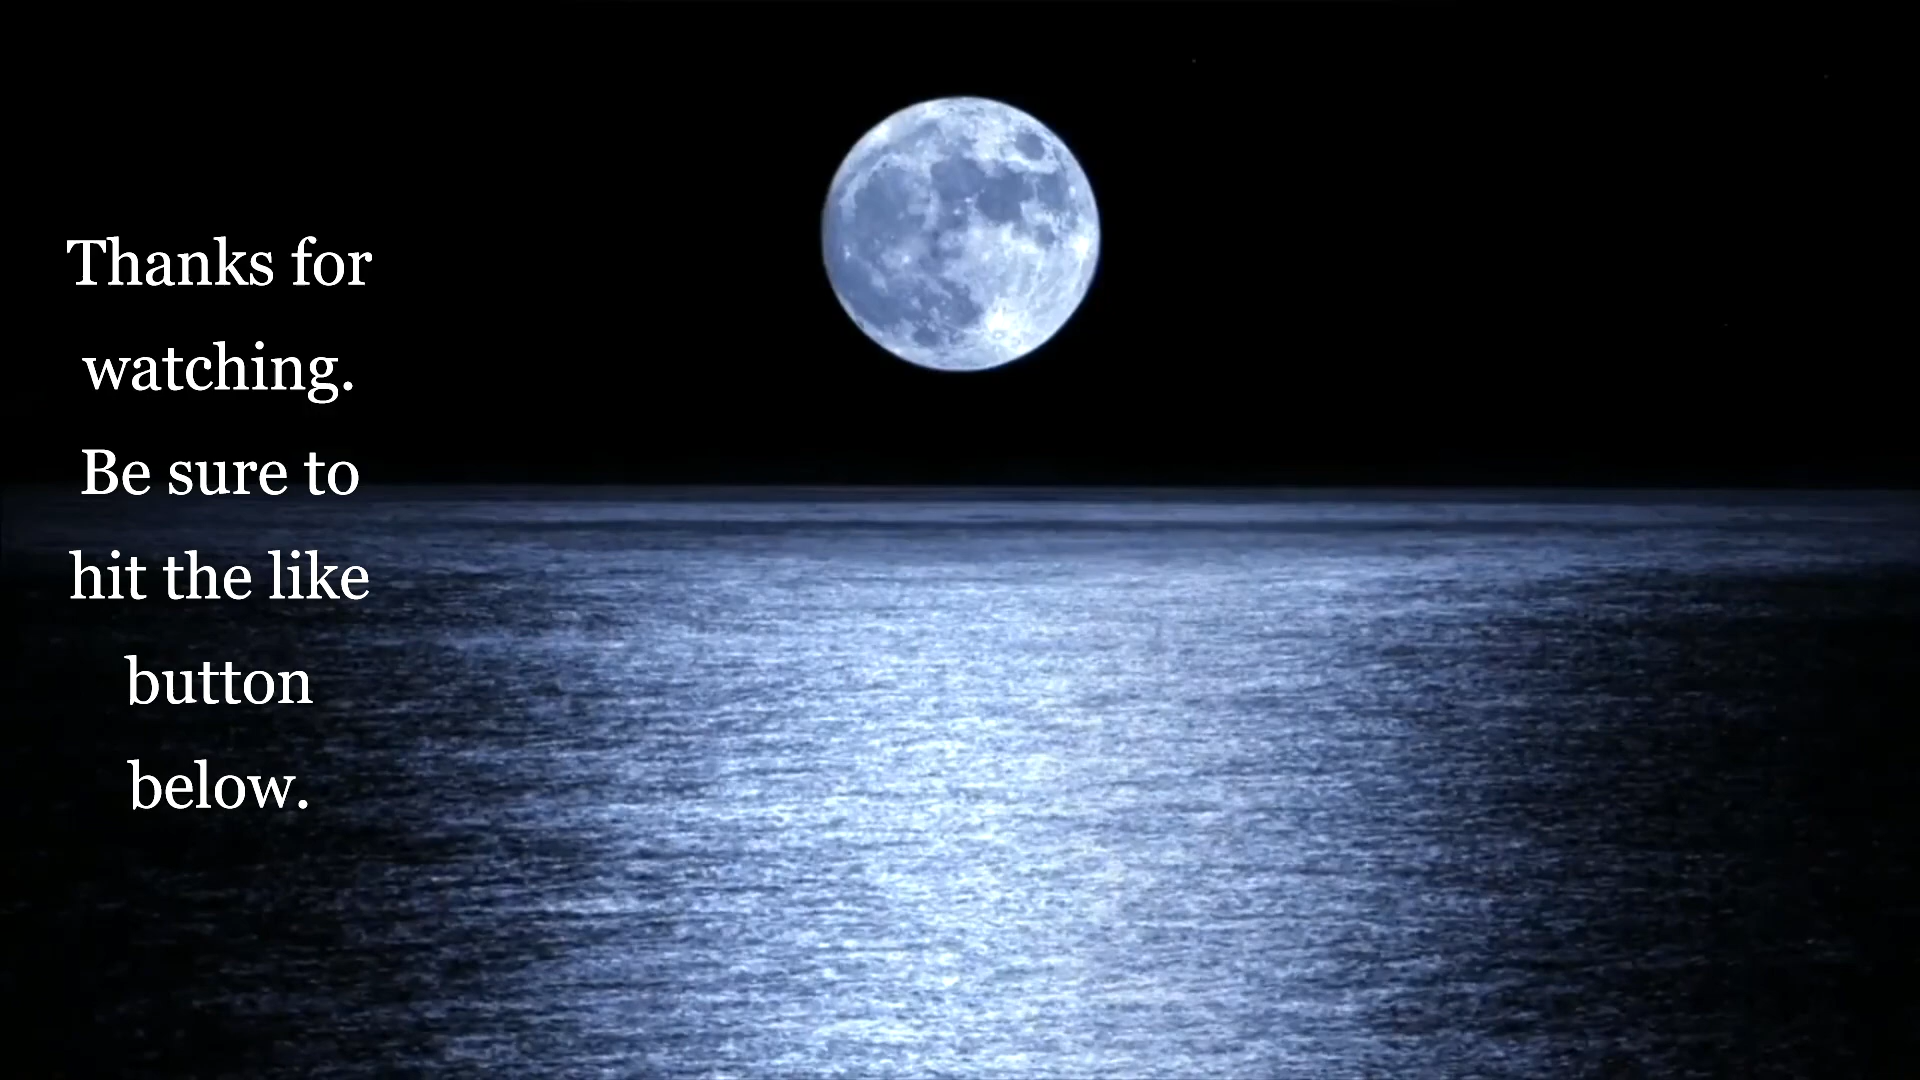 Thanks for
watching.
Be sure to
hit the like
button
below.